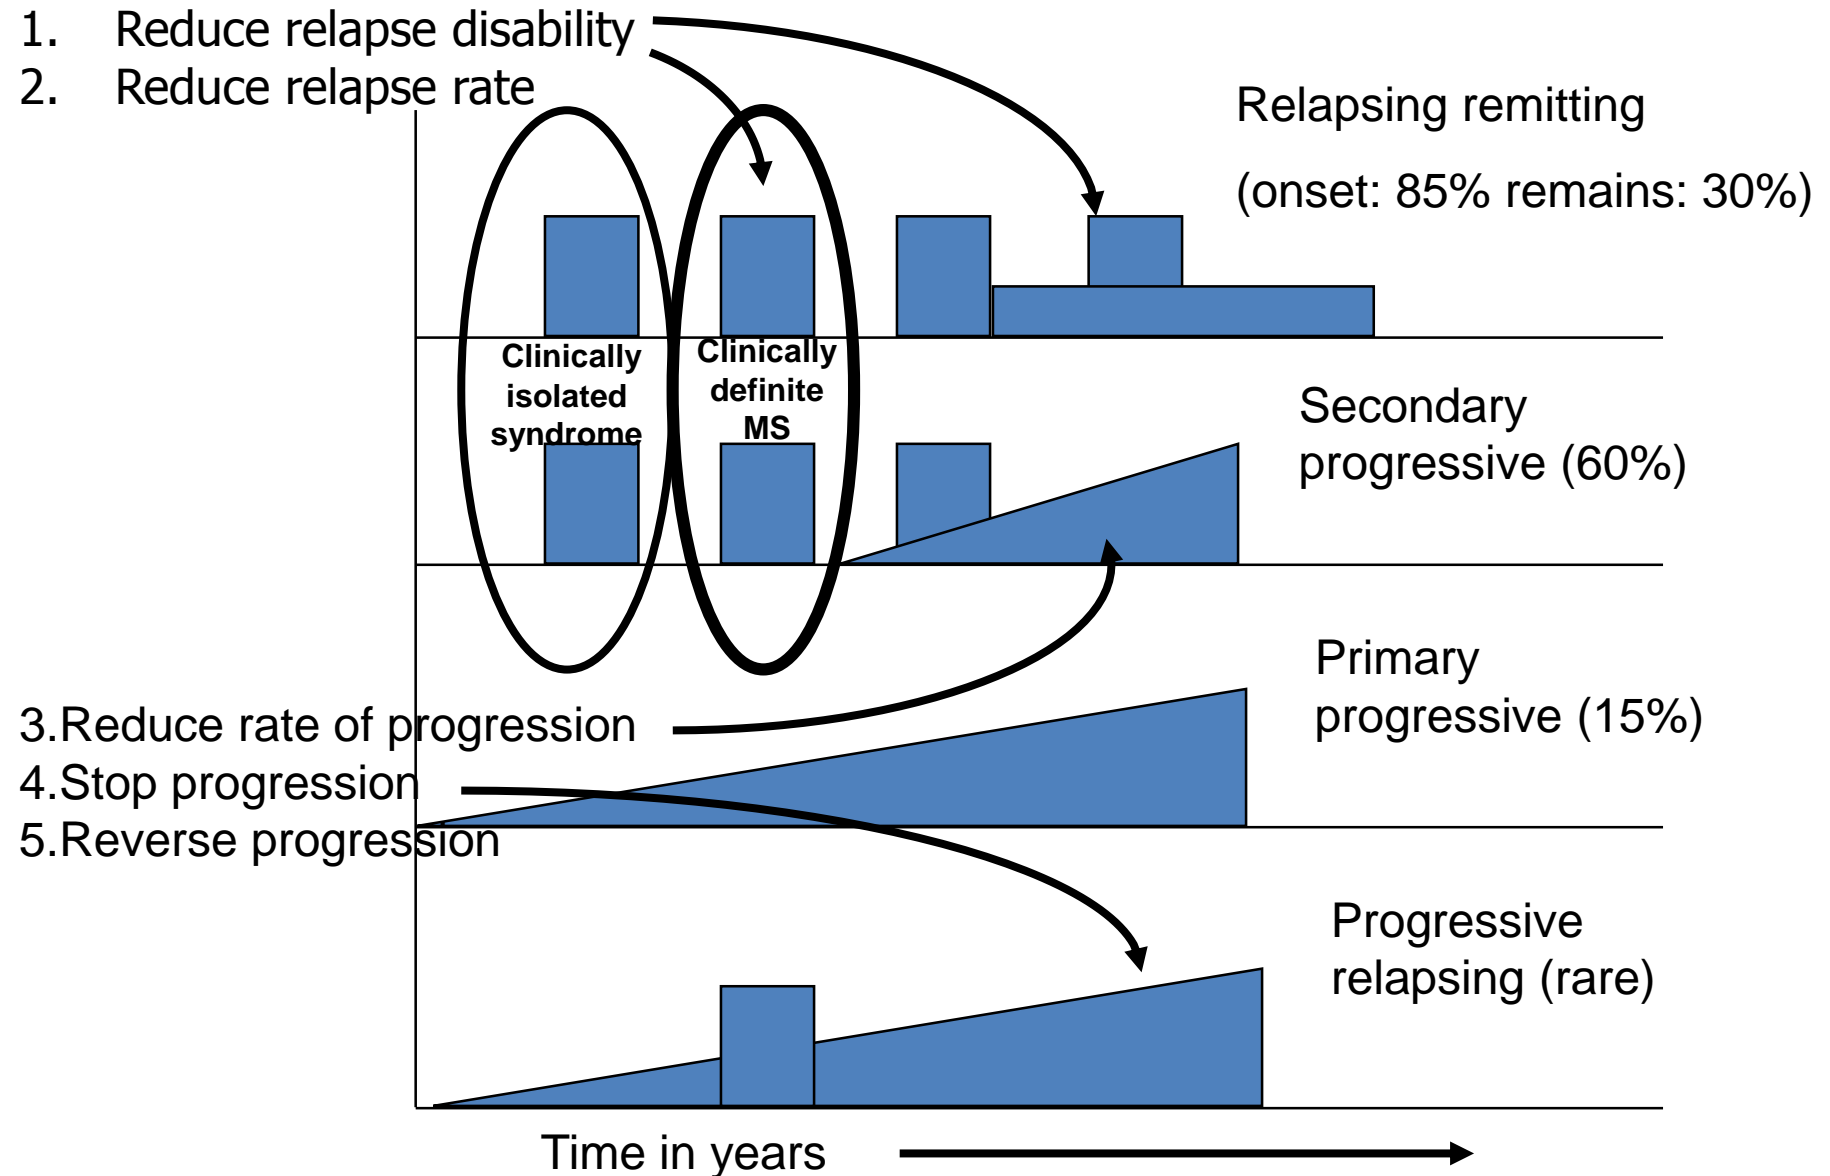 1. Reduce relapse disability
2. Reduce relapse rate
Relapsing remitting
(onset: 85% remains: 30%)
Clinically
isolated
syndrome
Clinically
definite
MS
Secondary
progressive (60%)
Primary
progressive (15%)
3.Reduce rate of progression
4.Stop progression
5.Reverse progression
Progressive
relapsing (rare)
Time in years